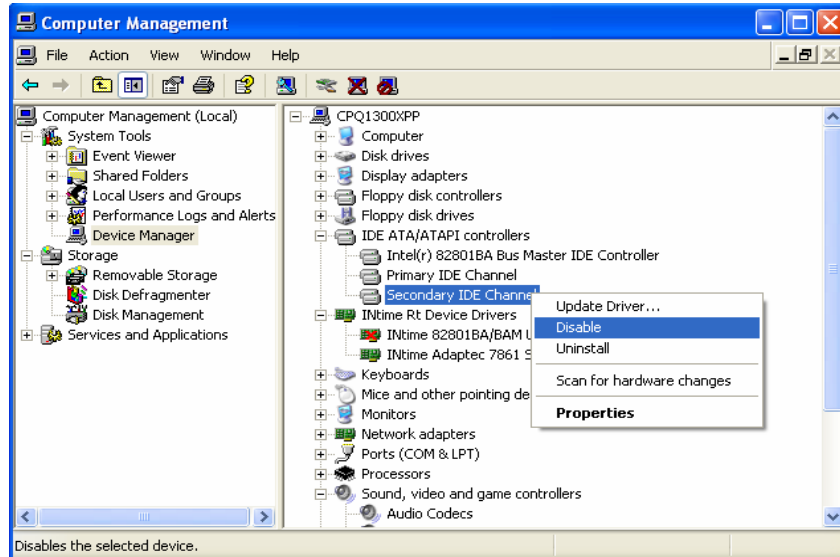 Computer Management
File Action View Window Help
Computer Management (Local)
System Tools
Event Viewer
Shared Folders
Local Users and Groups
Performance Logs and Alerts
Device Manager
Storage
Removable Storage
Disk Defragmenter
Disk Management
Services and Applications
CPQ1300XPP
Computer
Disk drives
Display adapters
Floppy disk controllers
Floppy disk drives
IDE ATA/ATAPI controllers
Intel(r) 82801BA Bus Master IDE Controller
Primary IDE Channel
Secondary IDE Channel
INtime Rt Device Drivers
INtime 82801BA/BAM
INtime Adaptec 7861
Keyboards
Mice and other pointing de
Monitors
Network adapters
Ports (COM & LPT)
Processors
Sound, video and game controllers
Audio Codecs
Update Driver...
Disable
Uninstall
Scan for hardware changes
Properties
Disables the selected device.